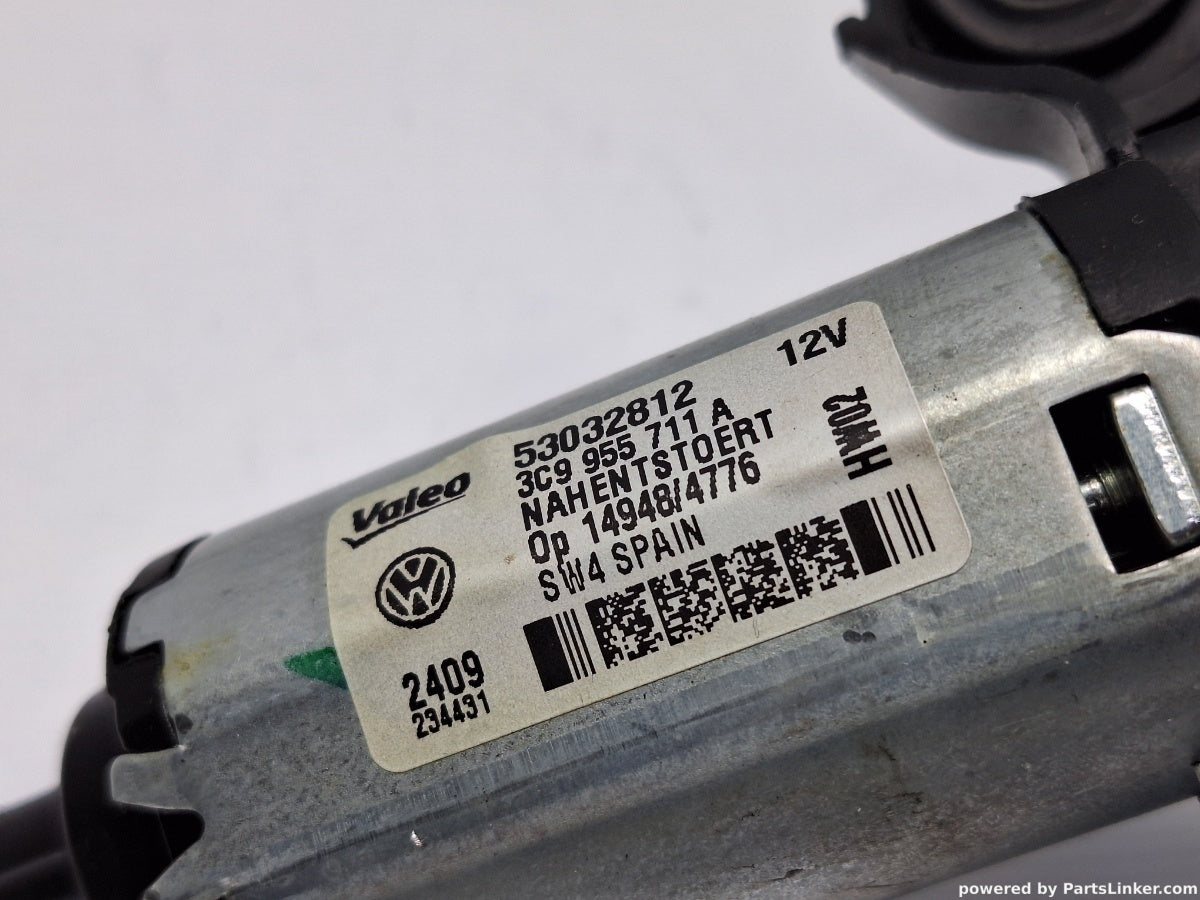 12V
53032812
3C9 955 711 A
NAHENTSTOERT
Op 14948/4776
SW4 SPAIN
HW02
Valeo
VW
2409
234431
powered by PartsLinker.com